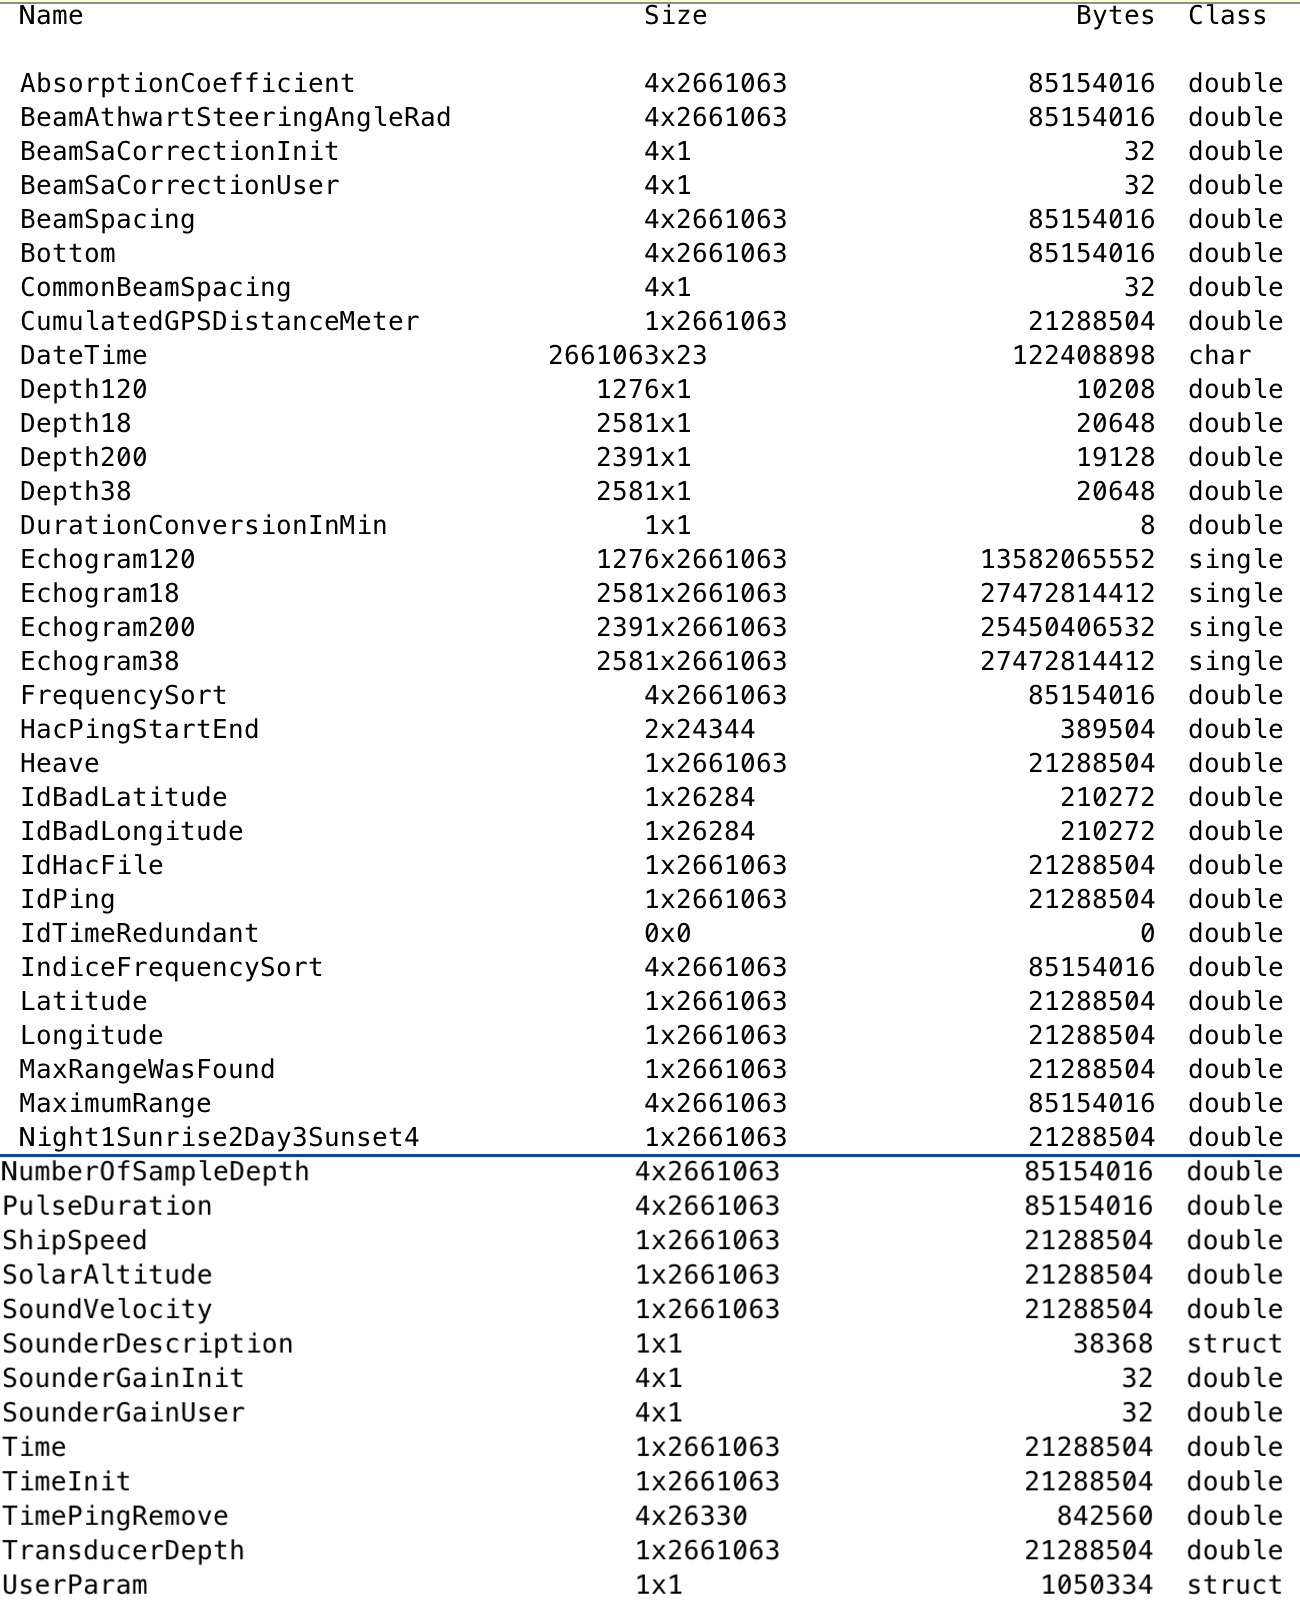 Name Size Bytes Class
AbsorptionCoefficient 4x2661063 85154016 double
BeamAthwartSteeringAngleRad 4x2661063 85154016 double
BeamSaCorrectionInit 4x1 32 double
BeamSaCorrectionUser 4x1 32 double
BeamSpacing 4x2661063 85154016 double
Bottom 4x2661063 85154016 double
CommonBeamSpacing 4x1 32 double
CumulatedGPSDistanceMeter 1x2661063 21288504 double
DateTime 2661063x23 122408898 char
Depth120 1276x1 10208 double
Depth18 2581x1 20648 double
Depth200 2391x1 19128 double
Depth38 2581x1 20648 double
DurationConversionInMin 1x1 8 double
Echogram120 1276x2661063 13582065552 single
Echogram18 2581x2661063 27472814412 single
Echogram200 2391x2661063 25450406532 single
Echogram38 2581x2661063 27472814412 single
FrequencySort 4x2661063 85154016 double
HacPingStartEnd 2x24344 389504 double
Heave 1x2661063 21288504 double
IdBadLatitude 1x26284 210272 double
IdBadLongitude 1x26284 210272 double
IdHacFile 1x2661063 21288504 double
IdPing 1x2661063 21288504 double
IdTimeRedundant 0x0 0 double
IndiceFrequencySort 4x2661063 85154016 double
Latitude 1x2661063 21288504 double
Longitude 1x2661063 21288504 double
MaxRangeWasFound 1x2661063 21288504 double
MaximumRange 4x2661063 85154016 double
Night1Sunrise2Day3Sunset4 1x2661063 21288504 double
NumberOfSampleDepth 4x2661063 85154016 double
PulseDuration 4x2661063 85154016 double
ShipSpeed 1x2661063 21288504 double
SolarAltitude 1x2661063 21288504 double
SoundVelocity 1x2661063 21288504 double
SounderDescription 1x1 38368 struct
SounderGainInit 4x1 32 double
SounderGainUser 4x1 32 double
Time 1x2661063 21288504 double
TimeInit 1x2661063 21288504 double
TimePingRemove 4x26330 842560 double
TransducerDepth 1x2661063 21288504 double
UserParam 1x1 1050334 struct